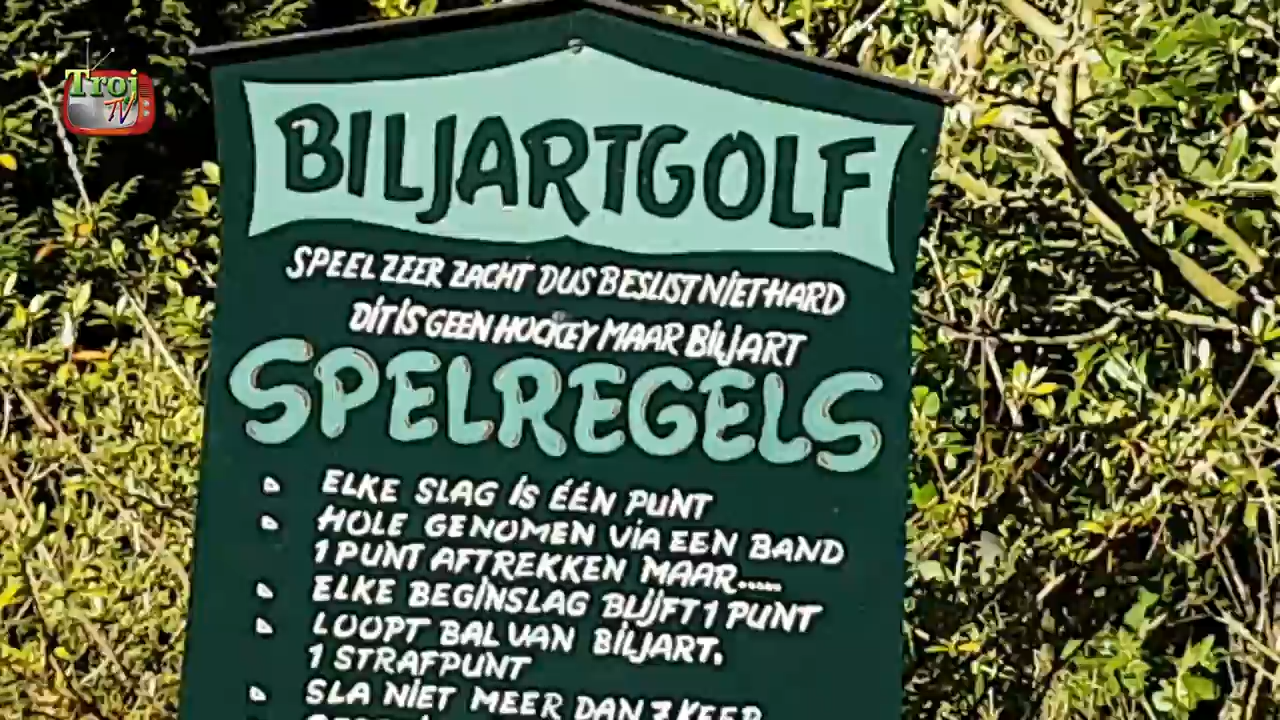 Troj
TV
BILJARTGOLF
SPEEL ZEER ZACHT DUS BESLIST NIET HARD
DIT IS GEEN HOCKEY MAAR BILJART
SPELREGELS
ELKE SLAG IS ÉÉN PUNT
HOLE GENOMEN VIA EEN BAND
1 PUNT AFTREKKEN MAAR.....
ELKE BEGINSLAG BLIJFT 1 PUNT
LOOPT BAL VAN BILJART.
1 STRAFPUNT
SLA NIET MEER DAN 7 KEER